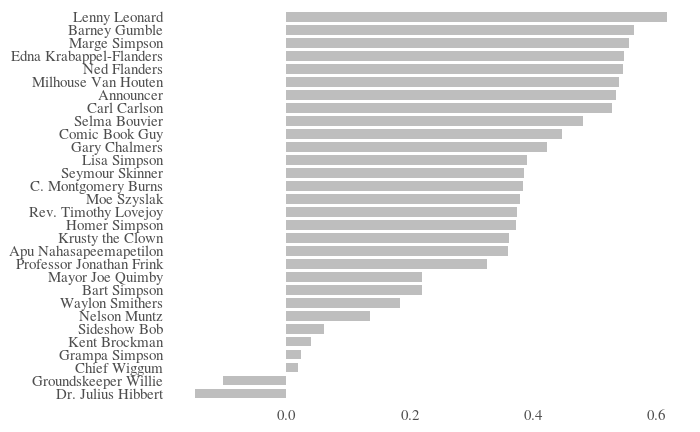 Lenny Leonard
Barney Gumble
Marge Simpson
Edna Krabappel-Flanders
Ned Flanders
Milhouse Van Houten
Announcer
Carl Carlson
Selma Bouvier
Comic Book Guy
Gary Chalmers
Lisa Simpson
Seymour Skinner
C. Montgomery Burns
Moe Szyslak
Rev. Timothy Lovejoy
Homer Simpson
Krusty the Clown
Apu Nahasapeemapetilon
Professor Jonathan Frink
Mayor Joe Quimby
Bart Simpson
Waylon Smithers
Nelson Muntz
Sideshow Bob
Kent Brockman
Grampa Simpson
Chief Wiggum
Groundskeeper Willie
Dr. Julius Hibbert
0.0 0.2 0.4 0.6